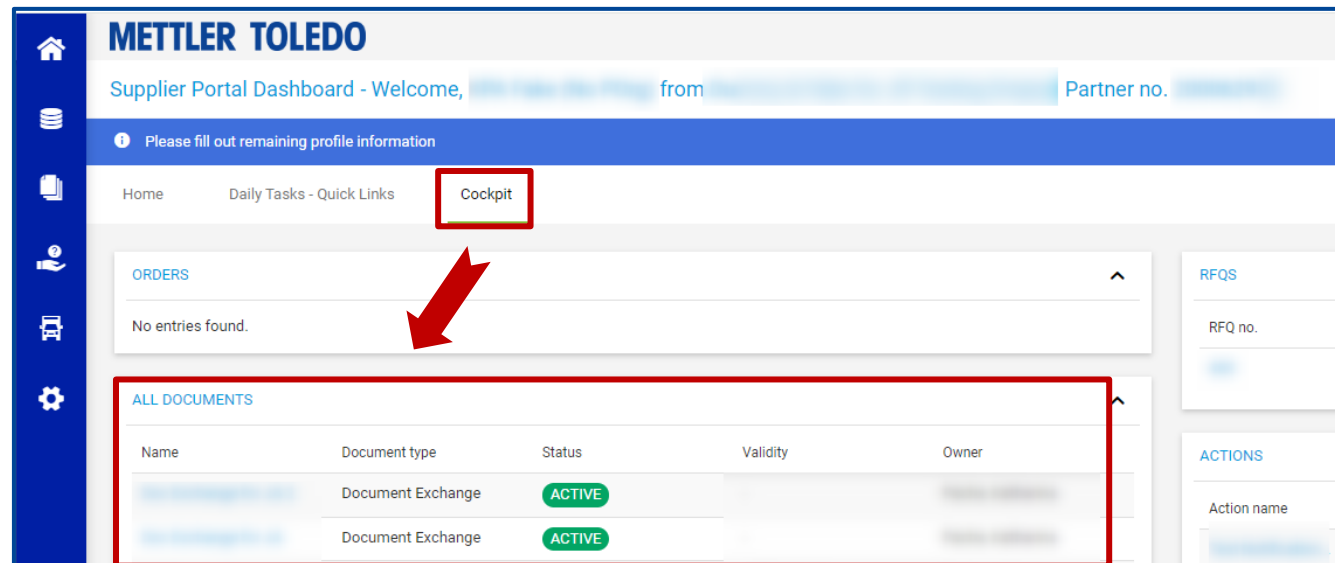 METTLER TOLEDO
Supplier Portal Dashboard - Welcome, from Partner no.
Please fill out remaining profile information
Home Daily Tasks - Quick Links Cockpit
ORDERS
No entries found.
RFQS
RFQ no.
ALL DOCUMENTS
Name Document type Status Validity Owner
Document Exchange ACTIVE
Document Exchange ACTIVE
ACTIONS
Action name